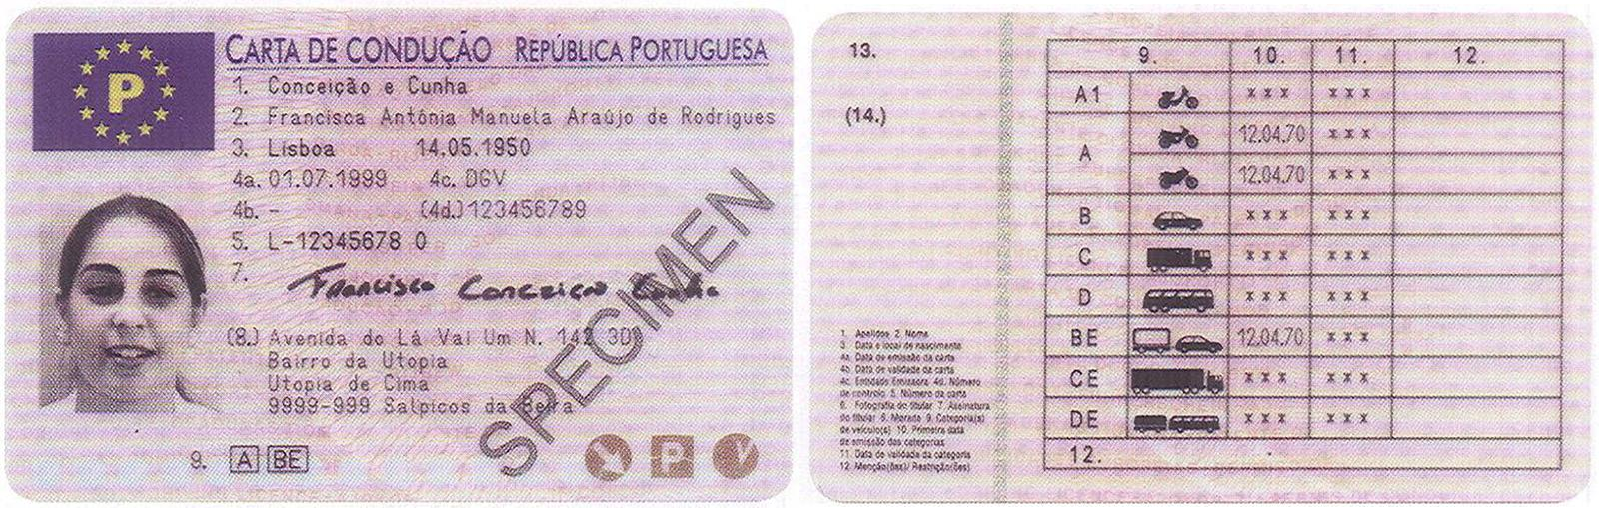 P
CARTA DE CONDUÇÃO REPÚBLICA PORTUGUESA
1. Conceição e Cunha
2. Francisca Antônia Manuela Araújo de Rodrigues
3. Lisboa 14.05.1950
4a. 01.07.1999 4c. DGV
4b. - (4d.) 123456789
5. L-12345678 0
7. Francisca Conceição Cunha
(8.) Avenida do Lá Vai Um N. 142 3D
Bairro da Utopia
Utopia de Cima
9999-999 Salpicos da Beira
9. A BE
SPECIMEN
P V
13.
(14.)
1. Apelidos 2. Nome
3. Data e local de nascimento
4a. Data de emissão da carta
4b. Data de validade da carta
4c. Entidade Emissora 4d. Número
de controlo 5. Número da carta
6. Fotografia do titular 7. Assinatura
do titular 8. Morada 9. Categoria(s)
de veículo(s) 10. Primeira data
de emissão das categorias
11. Data de validade da categoria
12. Menção(ões)/ Restrição(ões)
9. 10. 11. 12.
A1 x x x x x x
A 12.04.70 x x x
12.04.70 x x x
B x x x x x x
C x x x x x x
D x x x x x x
BE 12.04.70 x x x
CE x x x x x x
DE x x x x x x
12.